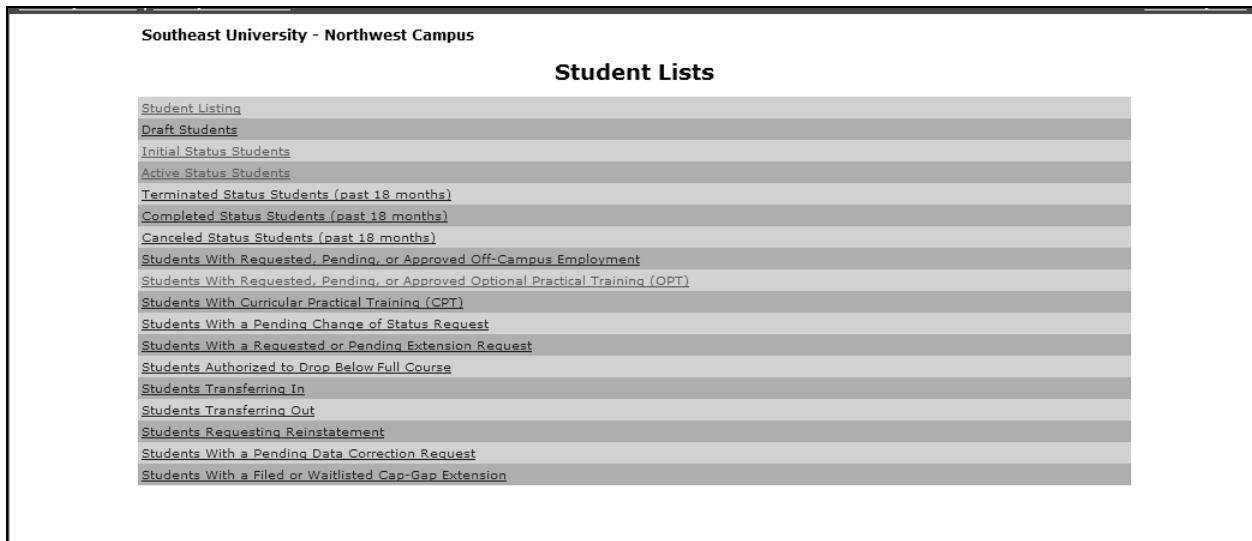 Southeast University - Northwest Campus
Student Lists
Student Listing
Draft Students
Initial Status Students
Active Status Students
Terminated Status Students (past 18 months)
Completed Status Students (past 18 months)
Canceled Status Students (past 18 months)
Students With Requested, Pending, or Approved Off-Campus Employment
Students With Requested, Pending, or Approved Optional Practical Training (OPT)
Students With Curricular Practical Training (CPT)
Students With a Pending Change of Status Request
Students With a Requested or Pending Extension Request
Students Authorized to Drop Below Full Course
Students Transferring In
Students Transferring Out
Students Requesting Reinstatement
Students With a Pending Data Correction Request
Students With a Filed or Waitlisted Cap-Gap Extension